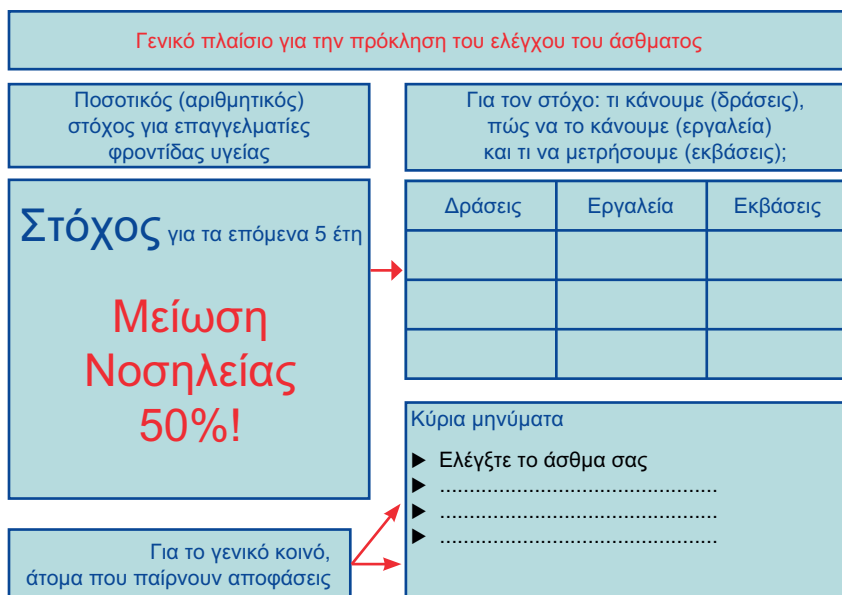 Γενικό πλαίσιο για την πρόκληση του ελέγχου του άσθματος
Ποσοτικός (αριθμητικός)
στόχος για επαγγελματίες
φροντίδας υγείας
Για τον στόχο: τι κάνουμε (δράσεις),
πώς να το κάνουμε (εργαλεία)
και τι να μετρήσουμε (εκβάσεις);
Στόχος για τα επόμενα 5 έτη
Μείωση
Νοσηλείας
50%!
Δράσεις Εργαλεία Εκβάσεις
Κύρια μηνύματα
► Ελέγξτε το άσθμα σας
► ...............................................
► ...............................................
► ...............................................
Για το γενικό κοινό,
άτομα που παίρνουν αποφάσεις